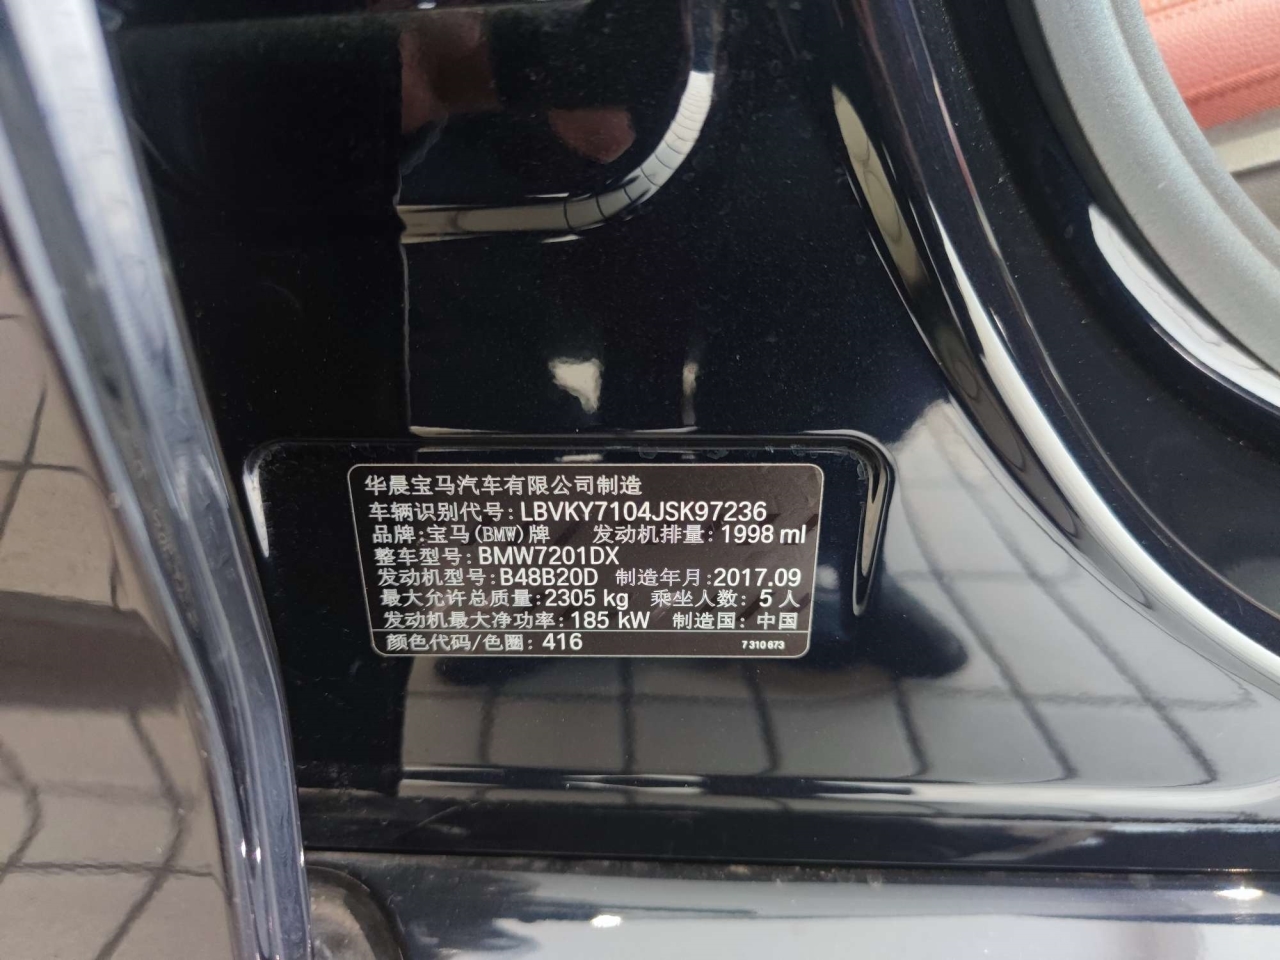 华晨宝马汽车有限公司制造
车辆识别代号: LBVKY7104JSK97236
品牌: 宝马(BMW)牌 发动机排量: 1998 ml
整车型号: BMW7201DX
发动机型号: B48B20D 制造年月: 2017.09
最大允许总质量: 2305 kg 乘坐人数: 5 人
发动机最大净功率: 185 kW 制造国: 中国
颜色代码/色圈: 416 7 310 673